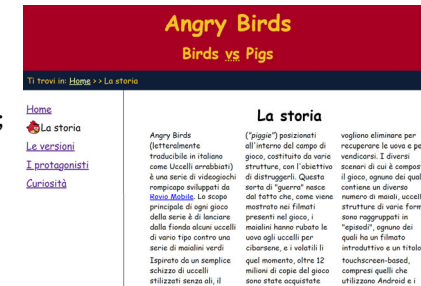 Angry Birds
Birds vs Pigs
Ti trovi in: Home >> La storia
;
Home
La storia
Le versioni
I protagonisti
Curiosità
La storia
Angry Birds
(letteralmente
traducibile in italiano
come Uccelli arrabbiati)
è una serie di videogiochi
rompicapo sviluppati da
Rovio Mobile. Lo scopo
principale di ogni gioco
della serie è di lanciare
dalla fionda alcuni uccelli
di vario tipo contro una
serie di maialini verdi
("piggie") posizionati
all'interno del campo di
gioco, costituito da varie
strutture, con l'obiettivo
di distruggerli. Questa
sorta di "guerra" nasce
dal fatto che, come viene
mostrato nei filmati
presenti nel gioco, i
maialini hanno rubato le
uova agli uccelli per
cibarsene, e i volatili li
vogliono eliminare per
recuperare le uova e pe
vendicarsi. I diversi
scenari di cui è compost
il gioco, ognuno dei qual
contiene un diverso
numero di maiali, uccell
strutture di varie form
sono raggruppati in
"episodi", ognuno dei
quali ha un filmato
introduttivo e un titolo
Ispirato da un semplice
schizzo di uccelli
stilizzati senza ali, il
quel momento, oltre 12
milioni di copie del gioco
sono state acquistate
touchscreen-based,
compresi quelli che
utilizzano Android e i